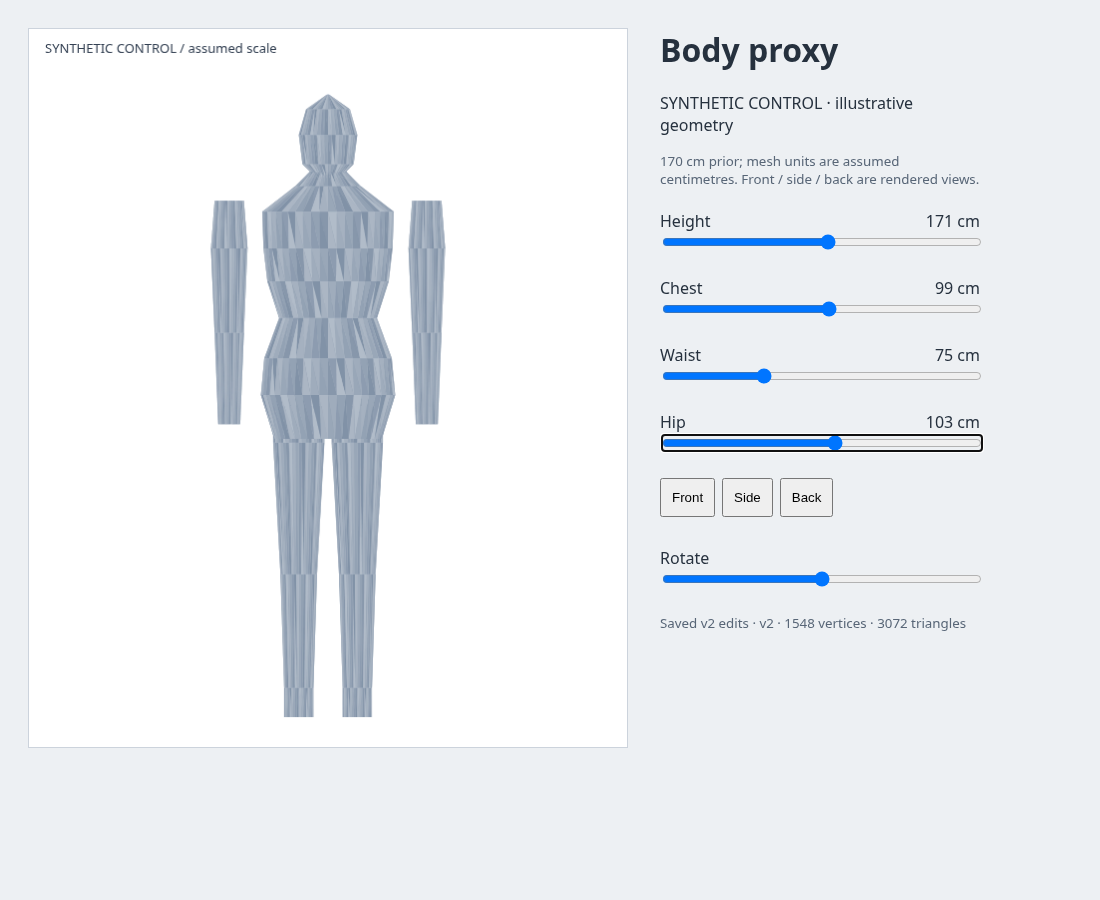 SYNTHETIC CONTROL / assumed scale
Body proxy
SYNTHETIC CONTROL · illustrative
geometry
170 cm prior; mesh units are assumed
centimetres. Front / side / back are rendered views.
Height 171 cm
Chest 99 cm
Waist 75 cm
Hip 103 cm
Front Side Back
Rotate
Saved v2 edits · v2 · 1548 vertices · 3072 triangles